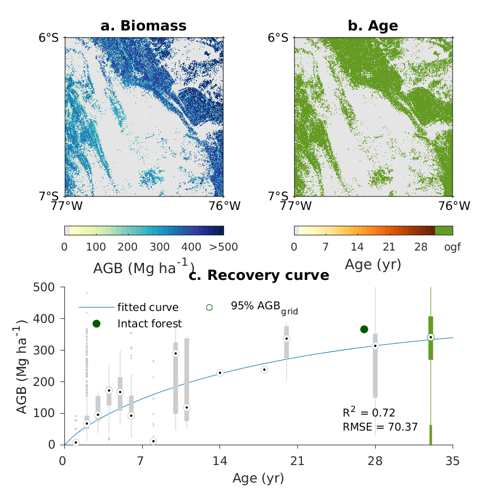 a. Biomass
b. Age
6°S
6°S
7°S
7°S
77°W
76°W
77°W
76°W
0 100 200 300 400 >500
0 7 14 21 28 ogf
AGB (Mg ha-1)
Age (yr)
c. Recovery curve
500
400
300
200
100
0
AGB (Mg ha-1)
fitted curve
95% AGBgrid
Intact forest
R2 = 0.72
RMSE = 70.37
0 7 14 21 28 35
Age (yr)